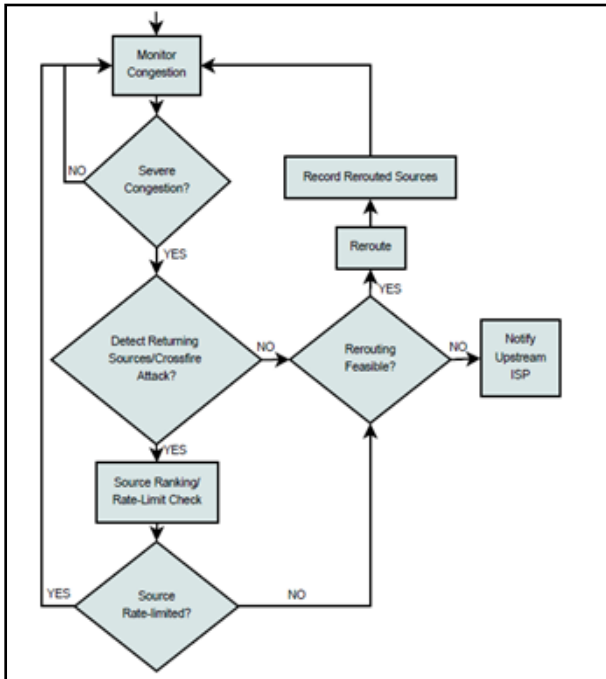 Monitor
Congestion
NO
Severe
Congestion?
YES
Record Rerouted Sources
Reroute
YES
Detect Returning
Sources/Crossfire
Attack?
NO
Rerouting
Feasible?
NO
Notify
Upstream
ISP
YES
Source Ranking/
Rate-Limit Check
YES
Source
Rate-limited?
NO